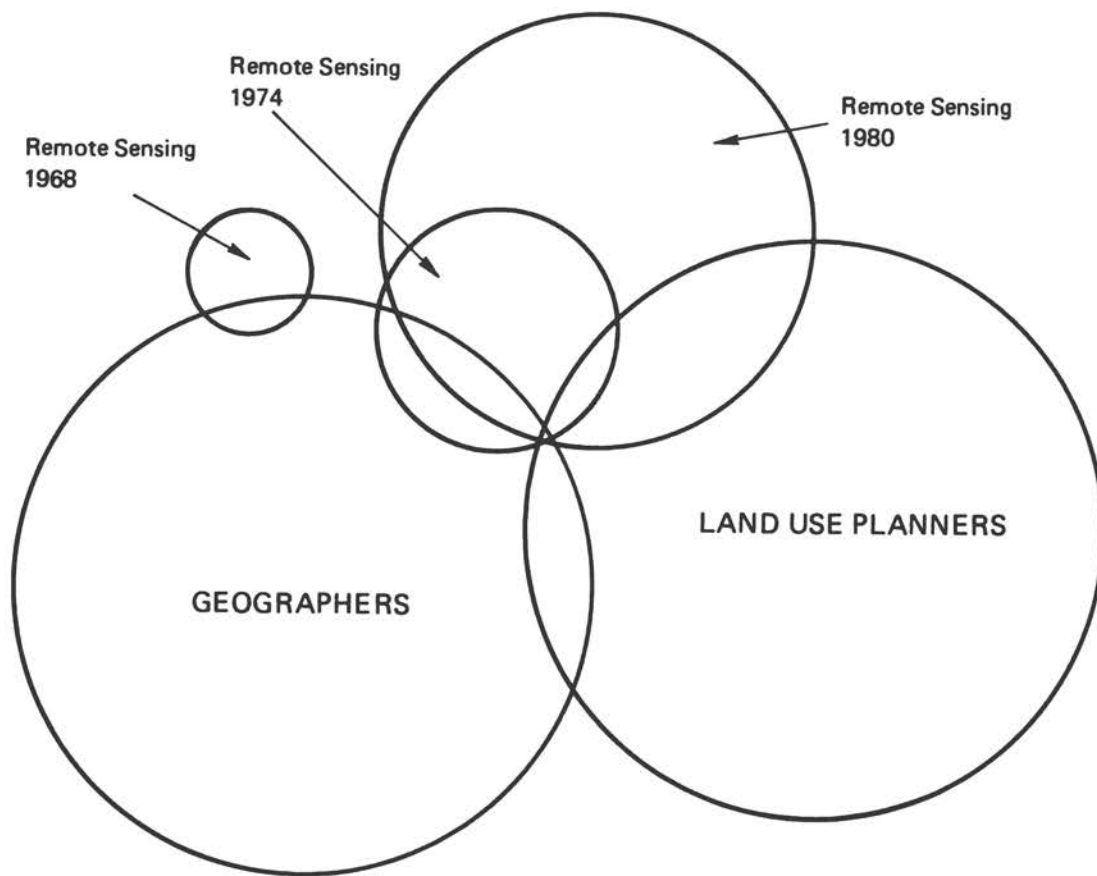 Remote Sensing
1974
Remote Sensing
1980
Remote Sensing
1968
LAND USE PLANNERS
GEOGRAPHERS